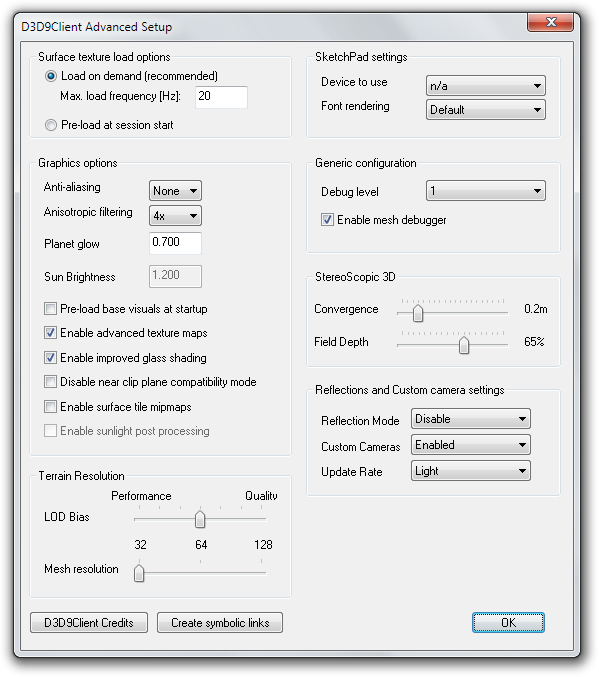 D3D9Client Advanced Setup
Surface texture load options
Load on demand (recommended)
Max. load frequency [Hz]: 20
Pre-load at session start
Graphics options
Anti-aliasing None
Anisotropic filtering 4x
Planet glow 0.700
Sun Brightness 1.200
Pre-load base visuals at startup
Enable advanced texture maps
Enable improved glass shading
Disable near clip plane compatibility mode
Enable surface tile mipmaps
Enable sunlight post processing
Terrain Resolution
Performance Quality
LOD Bias
32 64 128
Mesh resolution
SketchPad settings
Device to use n/a
Font rendering Default
Generic configuration
Debug level 1
Enable mesh debugger
StereoScopic 3D
Convergence 0.2m
Field Depth 65%
Reflections and Custom camera settings
Reflection Mode Disable
Custom Cameras Enabled
Update Rate Light
D3D9Client Credits
Create symbolic links
OK